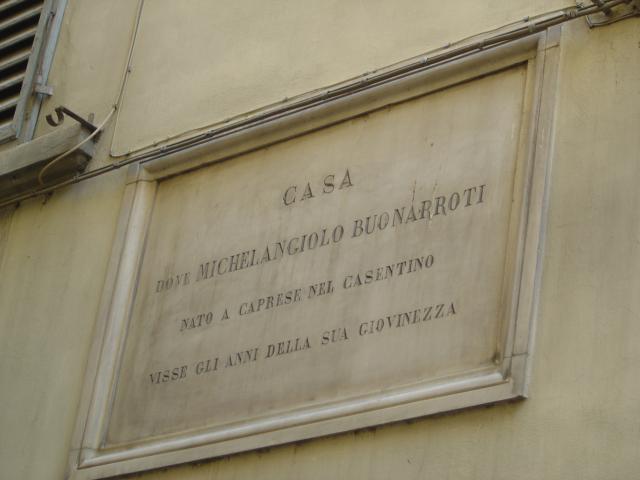 CASA
DOVE MICHELANGIOLO BUONARROTI
NATO A CAPRESE NEL CASENTINO
VISSE GLI ANNI DELLA SUA GIOVINEZZA